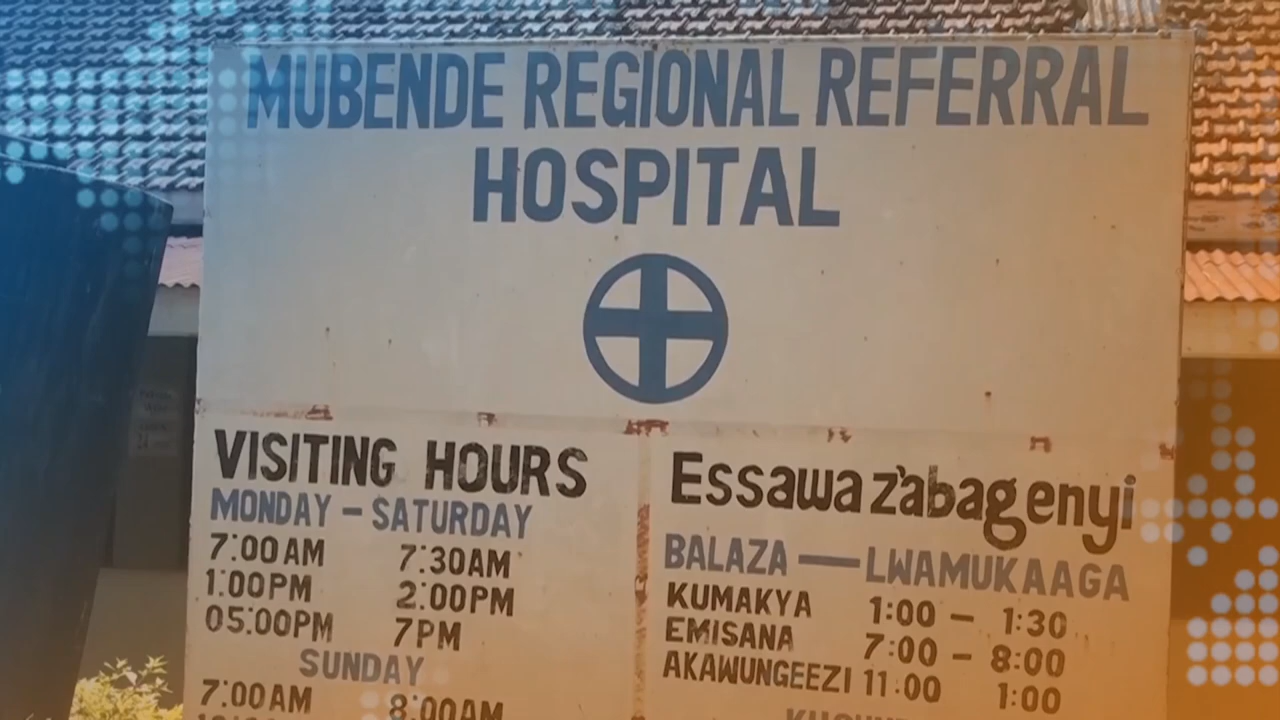 MUBENDE REGIONAL REFERRAL
HOSPITAL
VISITING HOURS
MONDAY - SATURDAY
7:00AM 7:30AM
1:00PM 2:00PM
05:00PM 7PM
SUNDAY
7:00AM 8:00AM
Essawa z'abagenyi
BALAZA — LWAMUKAAGA
KUMAKYA 1:00 - 1:30
EMISANA 7:00 - 8:00
AKAWUNGEEZI 11:00 1:00